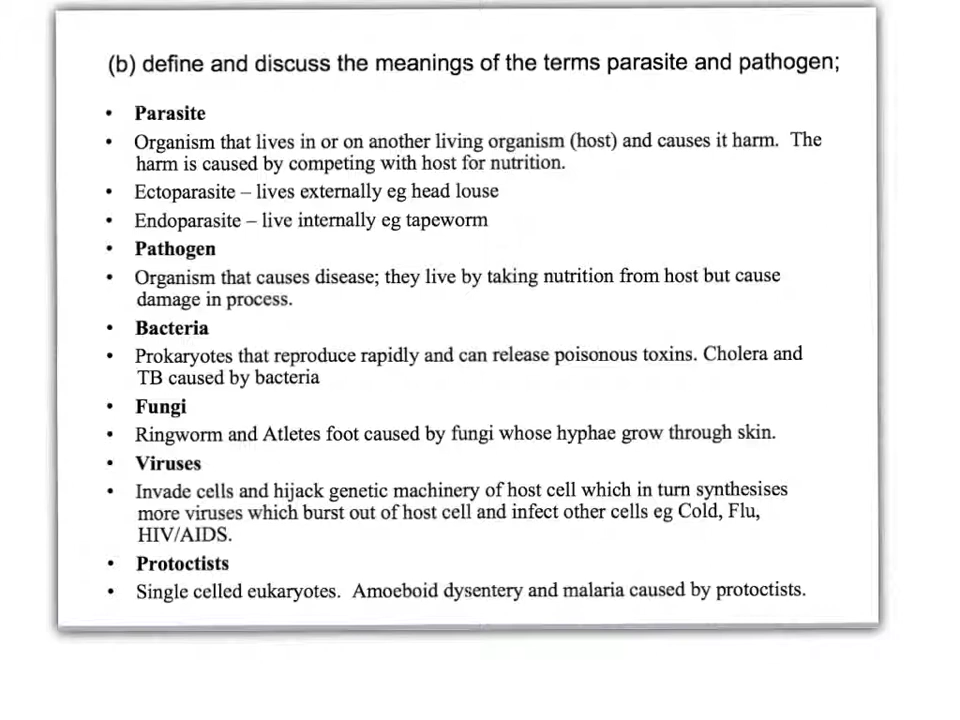 (b) define and discuss the meanings of the terms parasite and pathogen;
• Parasite
• Organism that lives in or on another living organism (host) and causes it harm. The
harm is caused by competing with host for nutrition.
• Ectoparasite – lives externally eg head louse
• Endoparasite – live internally eg tapeworm
• Pathogen
• Organism that causes disease; they live by taking nutrition from host but cause
damage in process.
• Bacteria
• Prokaryotes that reproduce rapidly and can release poisonous toxins. Cholera and
TB caused by bacteria
• Fungi
• Ringworm and Atletes foot caused by fungi whose hyphae grow through skin.
• Viruses
• Invade cells and hijack genetic machinery of host cell which in turn synthesises
more viruses which burst out of host cell and infect other cells eg Cold, Flu,
HIV/AIDS.
• Protoctists
• Single celled eukaryotes. Amoeboid dysentery and malaria caused by protoctists.